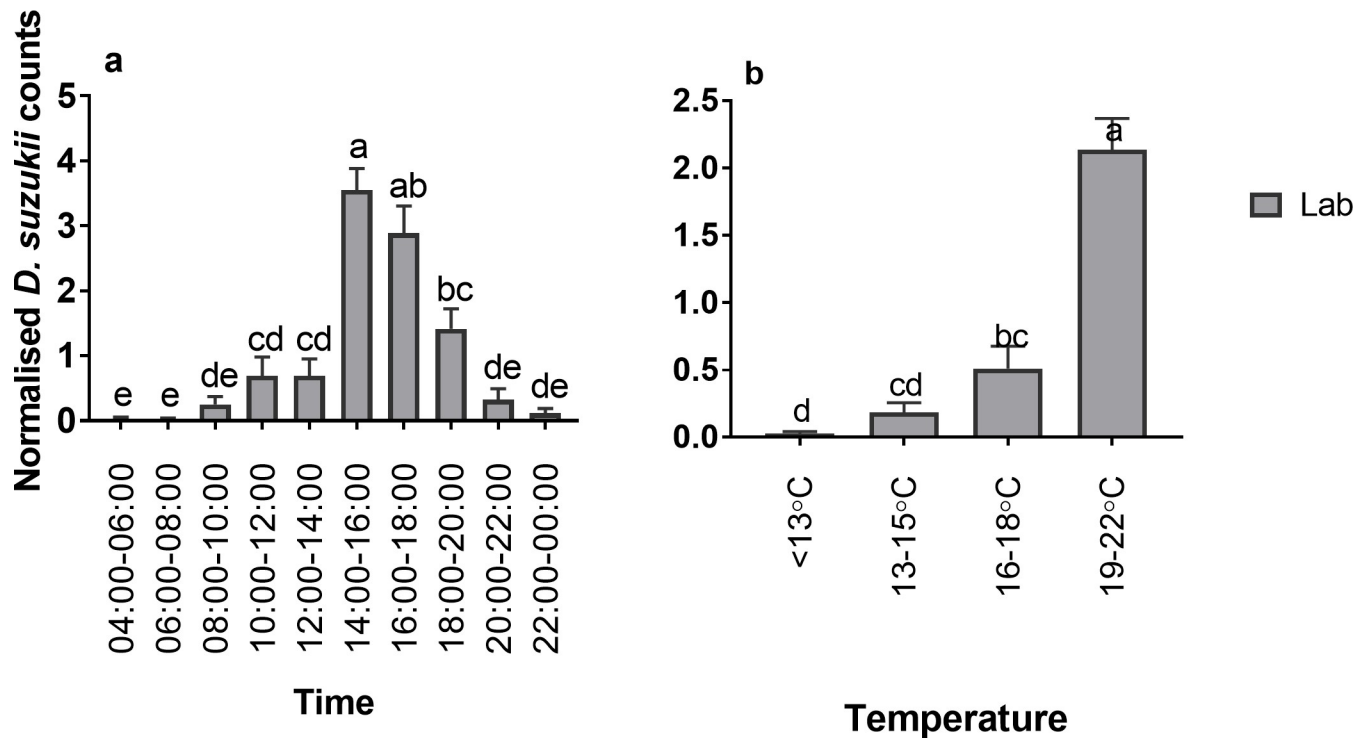 a
Normalised D. suzukii counts
5
4
3
2
1
0
e
e
de
cd
cd
a
ab
bc
de
de
04:00-06:00
06:00-08:00
08:00-10:00
10:00-12:00
12:00-14:00
14:00-16:00
16:00-18:00
18:00-20:00
20:00-22:00
22:00-00:00
Time
b
2.5
2.0
1.5
1.0
0.5
0.0
d
cd
bc
a
<13°C
13-15°C
16-18°C
19-22°C
Temperature
Lab